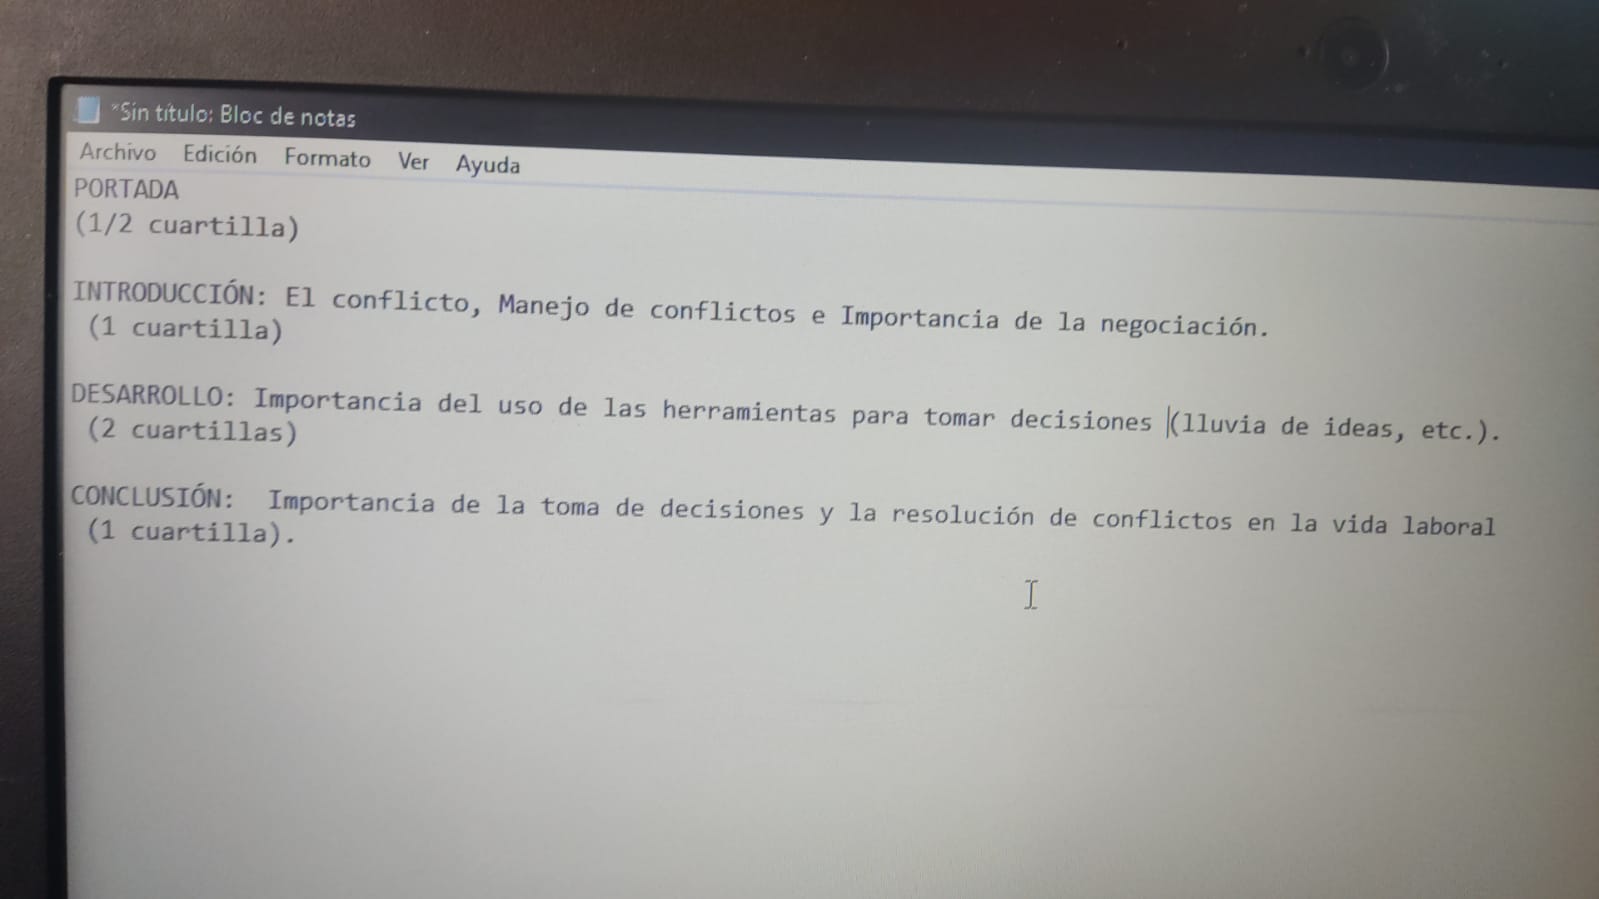 *Sin título: Bloc de notas
Archivo Edición Formato Ver Ayuda
PORTADA
(1/2 cuartilla)
INTRODUCCIÓN: El conflicto, Manejo de conflictos e Importancia de la negociación.
(1 cuartilla)
DESARROLLO: Importancia del uso de las herramientas para tomar decisiones (lluvia de ideas, etc.).
(2 cuartillas)
CONCLUSIÓN: Importancia de la toma de decisiones y la resolución de conflictos en la vida laboral
(1 cuartilla).